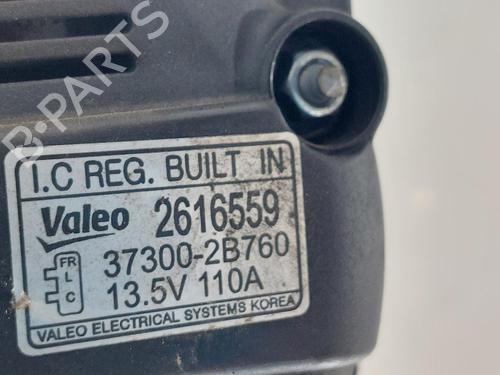 B-PARTS
I.C REG. BUILT IN
Valeo 2616559
FR
L
C
37300-2B760
13.5V 110A
VALEO ELECTRICAL SYSTEMS KOREA